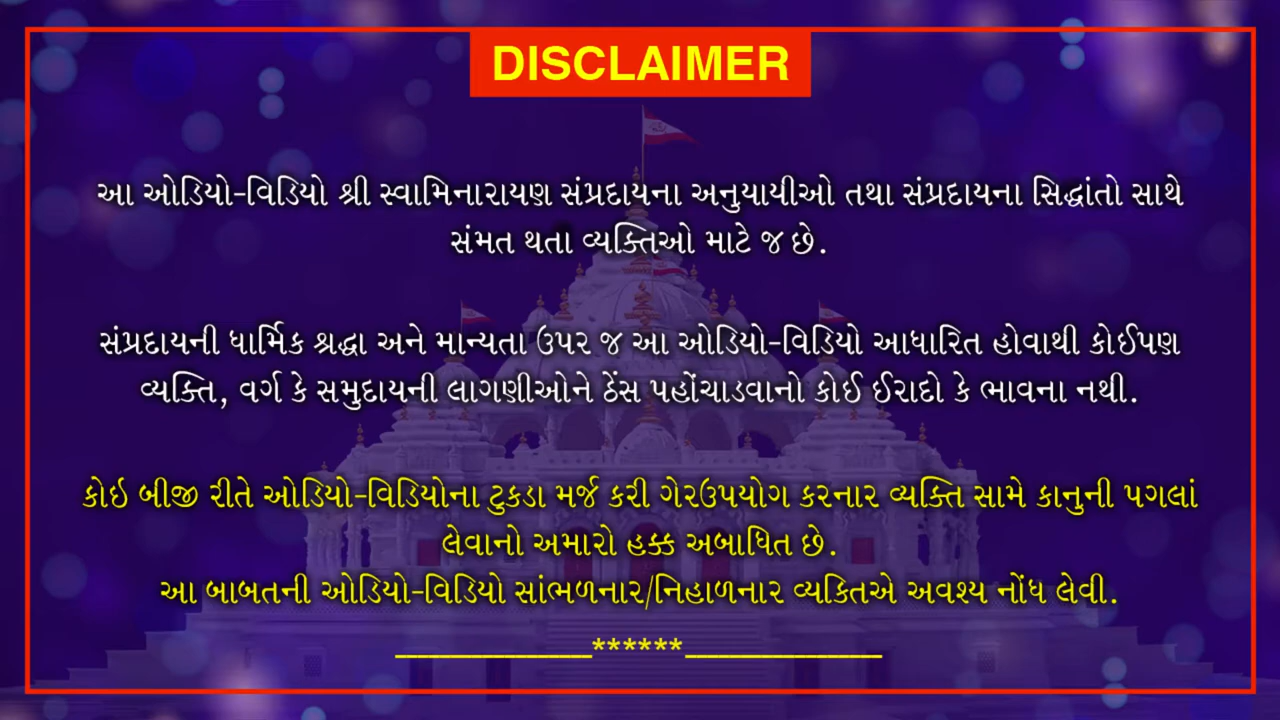 DISCLAIMER
આ ઓડિયો-વિડિયો શ્રી સ્વામિનારાયણ સંપ્રદાયના અનુયાયીઓ તથા સંપ્રદાયના સિદ્ધાંતો સાથે
સંમત થતા વ્યક્તિઓ માટે જ છે.
સંપ્રદાયની ધાર્મિક શ્રદ્ધા અને માન્યતા ઉપર જ આ ઓડિયો-વિડિયો આધારિત હોવાથી કોઈપણ
વ્યક્તિ, વર્ગ કે સમુદાયની લાગણીઓને ઠેંસ પહોંચાડવાનો કોઈ ઈરાદો કે ભાવના નથી.
કોઇ બીજી રીતે ઓડિયો-વિડિયોના ટુકડા મર્જ કરી ગેરઉપયોગ કરનાર વ્યક્તિ સામે કાનુની પગલાં
લેવાનો અમારો હક્ક અબાધિત છે.
આ બાબતની ઓડિયો-વિડિયો સાંભળનાર/નિહાળનાર વ્યકિતએ અવશ્ય નોંધ લેવી.
______________******______________